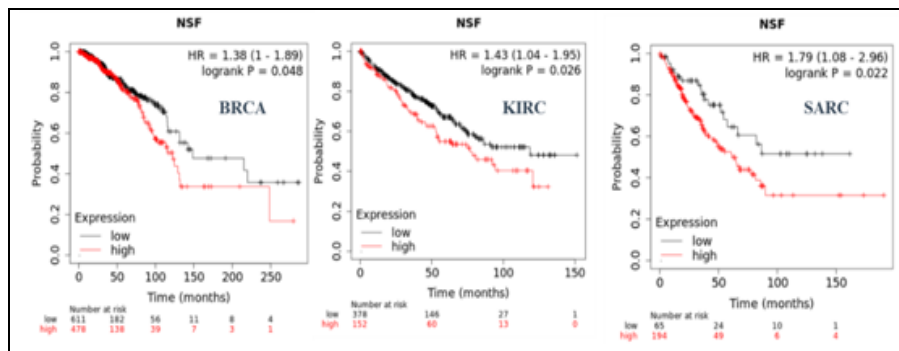 NSF
HR = 1.38 (1 - 1.89)
logrank P = 0.048
BRCA
Probability
1.0
0.8
0.6
0.4
0.2
0.0
Expression
low
high
0 50 100 150 200 250
Time (months)
Number at risk
low 611 182 56 11 8 4
high 478 138 39 7 3 1
NSF
HR = 1.43 (1.04 - 1.95)
logrank P = 0.026
KIRC
Probability
1.0
0.8
0.6
0.4
0.2
0.0
Expression
low
high
0 50 100 150
Time (months)
Number at risk
low 378 146 27 1
high 152 60 13 0
NSF
HR = 1.79 (1.08 - 2.96)
logrank P = 0.022
SARC
Probability
1.0
0.8
0.6
0.4
0.2
0.0
Expression
low
high
0 50 100 150
Time (months)
Number at risk
low 65 24 10 1
high 194 49 6 4